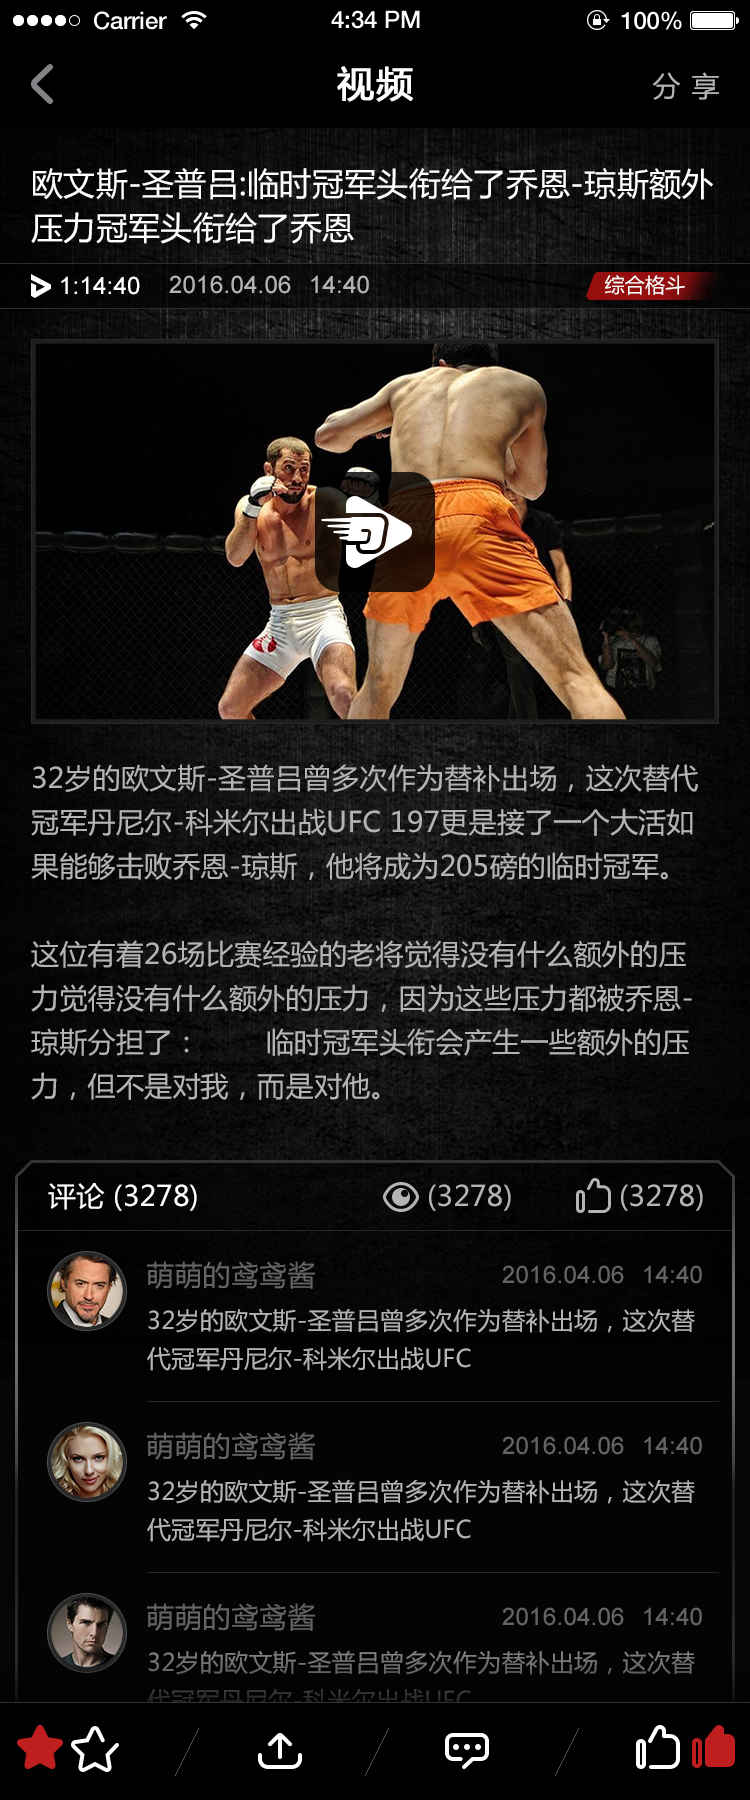 Carrier 4:34 PM 100%
视频 分享
欧文斯-圣普吕:临时冠军头衔给了乔恩-琼斯额外
压力冠军头衔给了乔恩
1:14:40 2016.04.06 14:40 综合格斗
32岁的欧文斯-圣普吕曾多次作为替补出场，这次替代
冠军丹尼尔-科米尔出战UFC 197更是接了一个大活如
果能够击败乔恩-琼斯，他将成为205磅的临时冠军。
这位有着26场比赛经验的老将觉得没有什么额外的压
力觉得没有什么额外的压力，因为这些压力都被乔恩-
琼斯分担了： 临时冠军头衔会产生一些额外的压
力，但不是对我，而是对他。
评论 (3278) (3278) (3278)
萌萌的鸢鸢酱 2016.04.06 14:40
32岁的欧文斯-圣普吕曾多次作为替补出场，这次替
代冠军丹尼尔-科米尔出战UFC
萌萌的鸢鸢酱 2016.04.06 14:40
32岁的欧文斯-圣普吕曾多次作为替补出场，这次替
代冠军丹尼尔-科米尔出战UFC
萌萌的鸢鸢酱 2016.04.06 14:40
32岁的欧文斯-圣普吕曾多次作为替补出场，这次替
代冠军丹尼尔-科米尔出战UFC